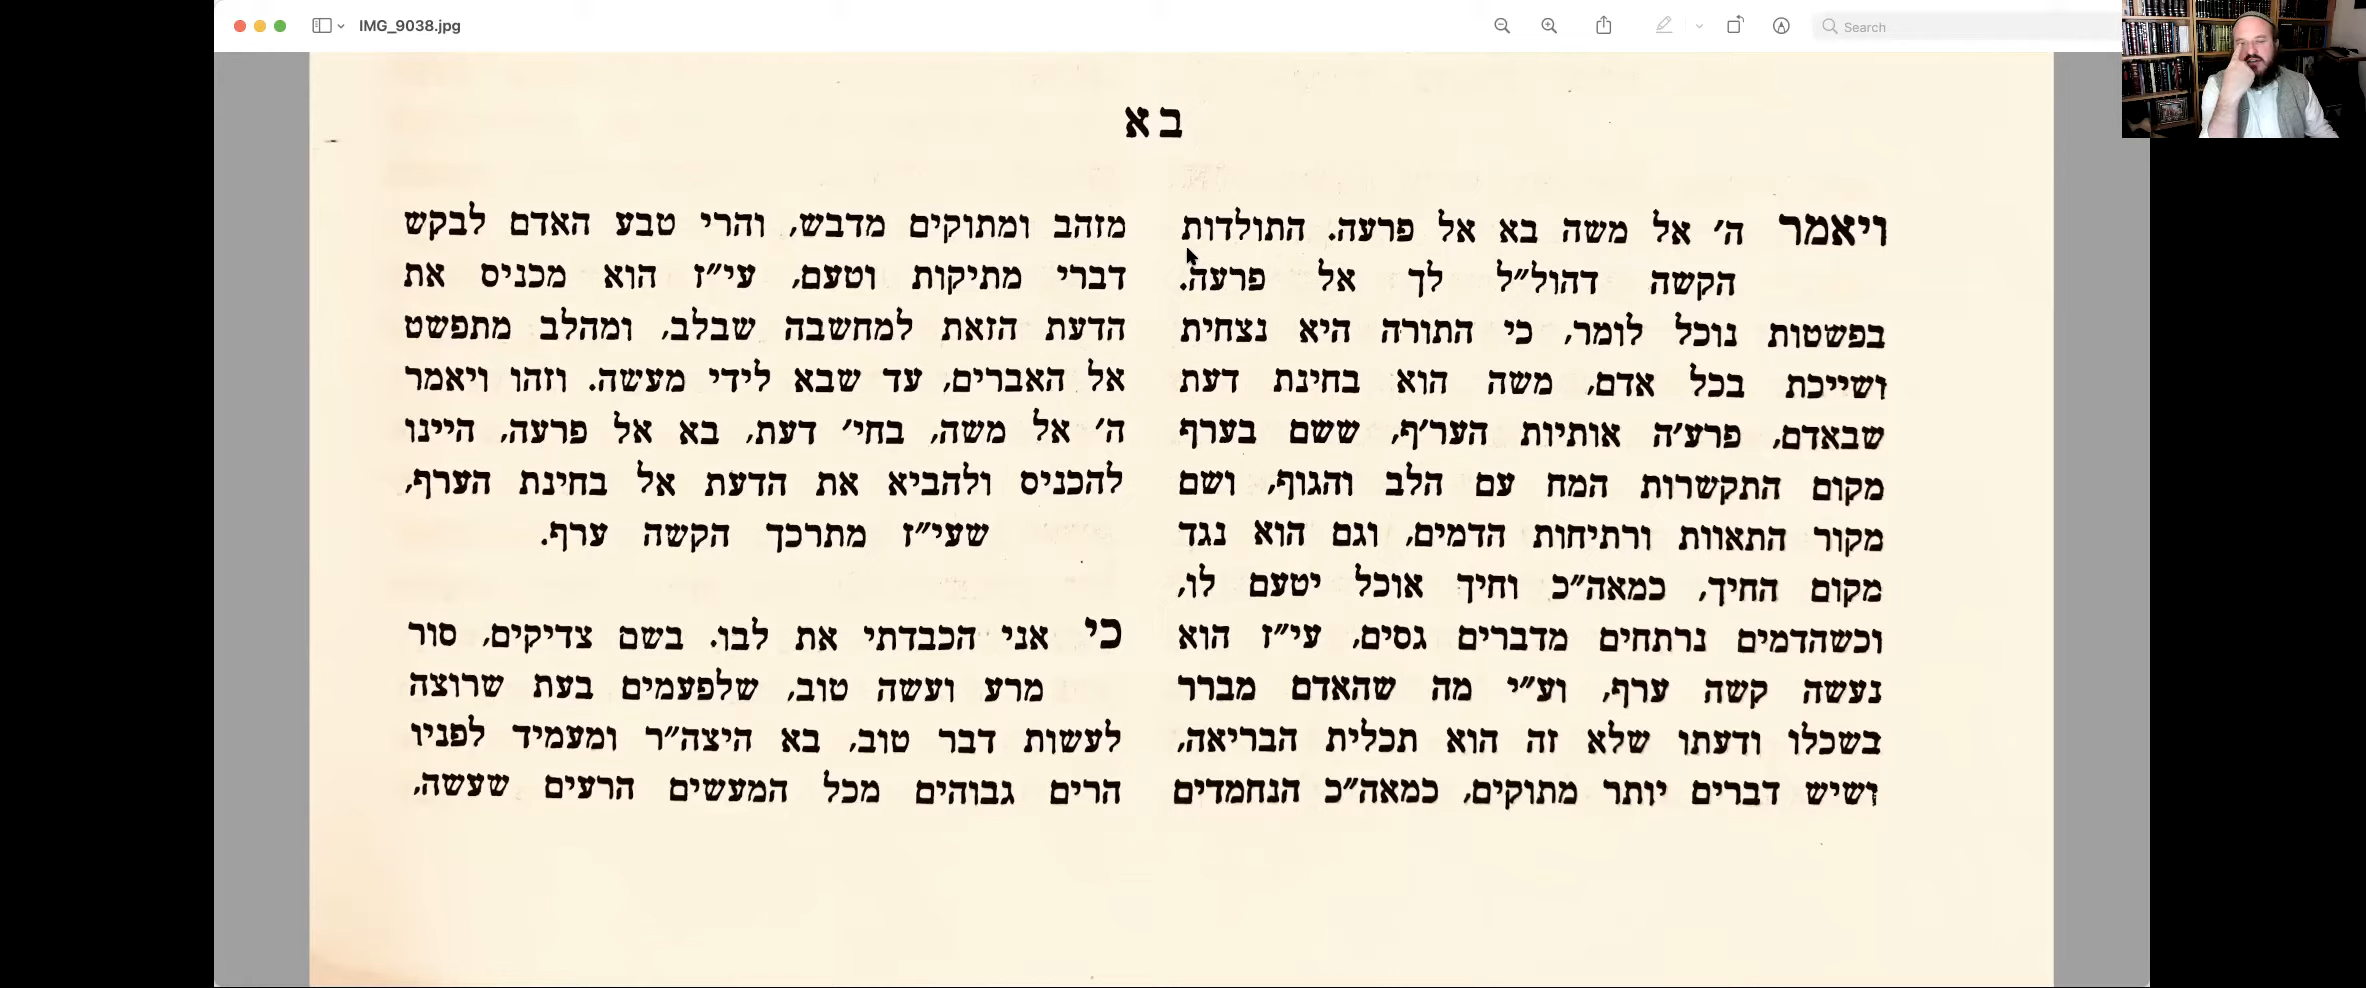 IMG_9038.jpg
Search
בא
ויאמר ה׳ אל משה בא אל פרעה. התולדות
הקשה דהול״ל לך אל פרעה.
בפשטות נוכל לומר, כי התורה היא נצחית
ושייכת בכל אדם, משה הוא בחינת דעת
שבאדם, פרע׳ה אותיות הער׳ף, ששם בערף
מקום התקשרות המח עם הלב והגוף, ושם
מקור התאוות ורתיחות הדמים, וגם הוא נגד
מקום החיך, כמאה״כ וחיך אוכל יטעם לו,
וכשהדמים נרתחים מדברים גסים, עי״ז הוא
נעשה קשה ערף, וע״י מה שהאדם מברר
בשכלו ודעתו שלא זה הוא תכלית הבריאה,
ושיש דברים יותר מתוקים, כמאה״כ הנחמדים
מזהב ומתוקים מדבש, והרי טבע האדם לבקש
דברי מתיקות וטעם, עי״ז הוא מכניס את
הדעת הזאת למחשבה שבלב, ומהלב מתפשט
אל האברים, עד שבא לידי מעשה. וזהו ויאמר
ה׳ אל משה, בחי׳ דעת, בא אל פרעה, היינו
להכניס ולהביא את הדעת אל בחינת הערף,
שעי״ז מתרכך הקשה ערף.
כי אני הכבדתי את לבו. בשם צדיקים, סור
מרע ועשה טוב, שלפעמים בעת שרוצה
לעשות דבר טוב, בא היצה״ר ומעמיד לפניו
הרים גבוהים מכל המעשים הרעים שעשה,